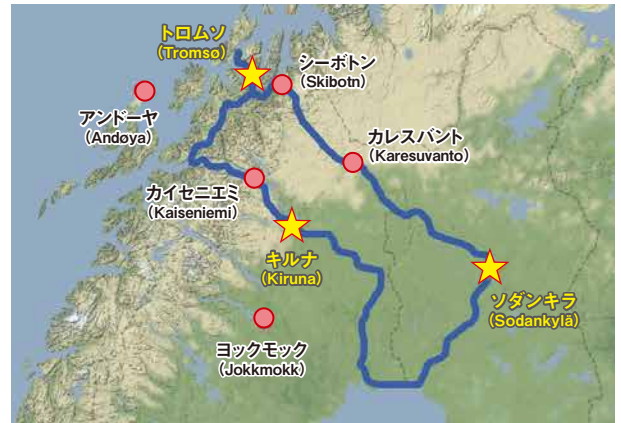 トロムソ
(Tromsø)
シーボトン
(Skibotn)
アンドーヤ
(Andøya)
カレスバント
(Karesuvanto)
カイセニエミ
(Kaiseniemi)
キルナ
(Kiruna)
ソダンキラ
(Sodankylä)
ヨックモック
(Jokkmokk)